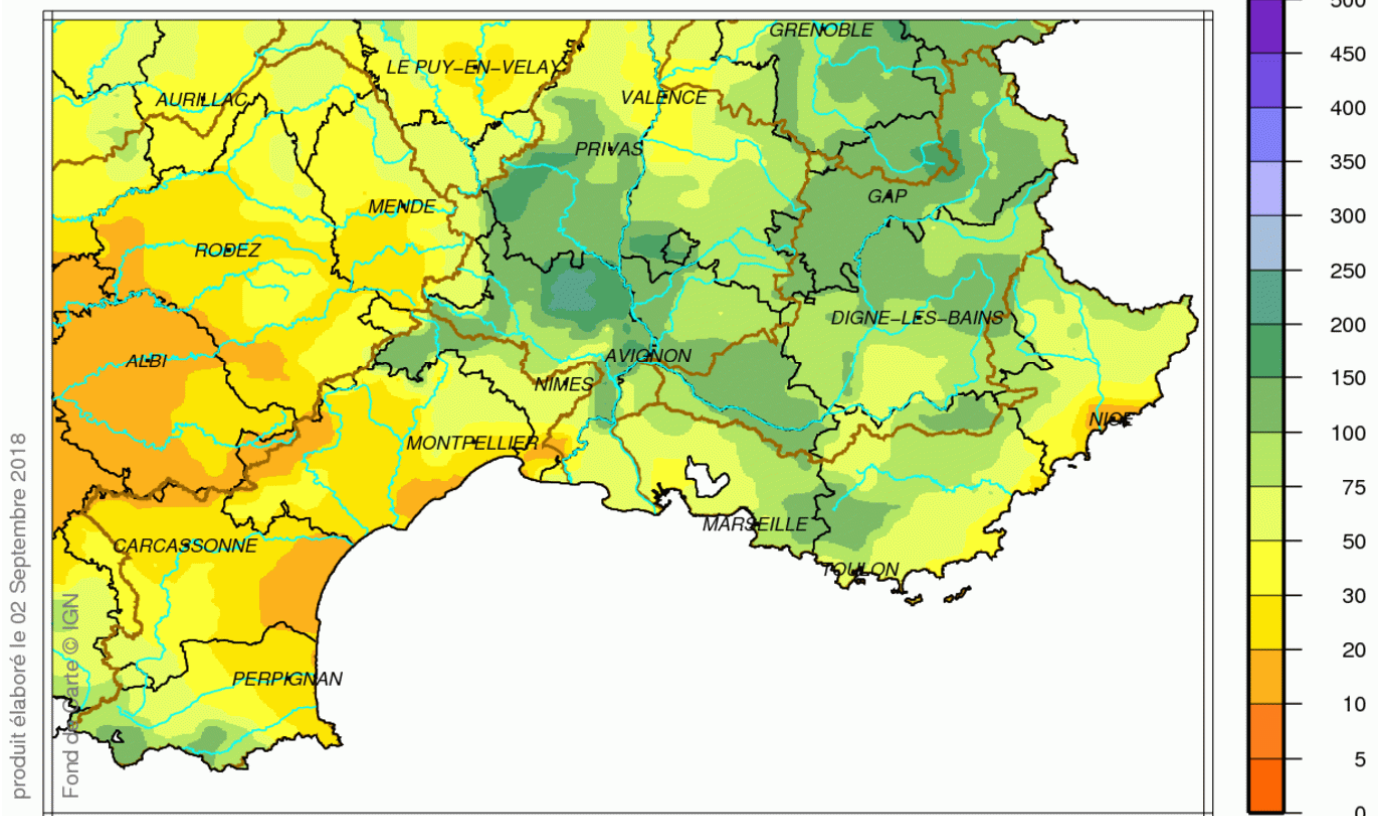 500
450
400
350
300
250
200
150
100
75
50
30
20
10
5
0
GRENOBLE
LE PUY-EN-VELAY
AURILLAC
VALENCE
PRIVAS
GAP
MENDE
RODEZ
DIGNE-LES-BAINS
ALBI
AVIGNON
NIMES
NICE
MONTPELLIER
MARSEILLE
CARCASSONNE
TOULON
PERPIGNAN
produit élaboré le 02 Septembre 2018
Fond de Carte © IGN